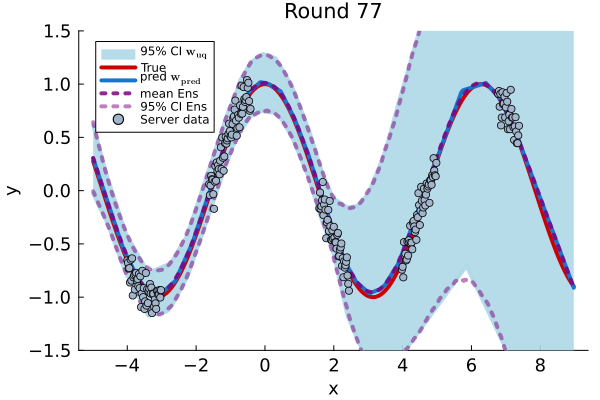 Round 77
1.5
1.0
0.5
0.0
−0.5
−1.0
−1.5
y
95% CI w_uq
True
pred w_pred
mean Ens
95% CI Ens
Server data
−4 −2 0 2 4 6 8
x